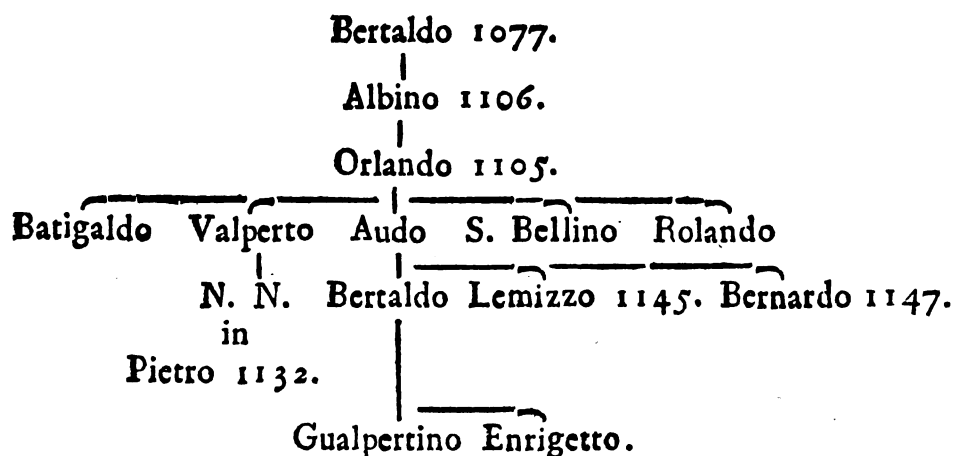 Bertaldo 1077.
Albino 1106.
Orlando 1105.
Batigaldo Valperto Audo S. Bellino Rolando
N. N. Bertaldo Lemizzo 1145. Bernardo 1147.
in
Pietro 1132.
Gualpertino Enrigetto.